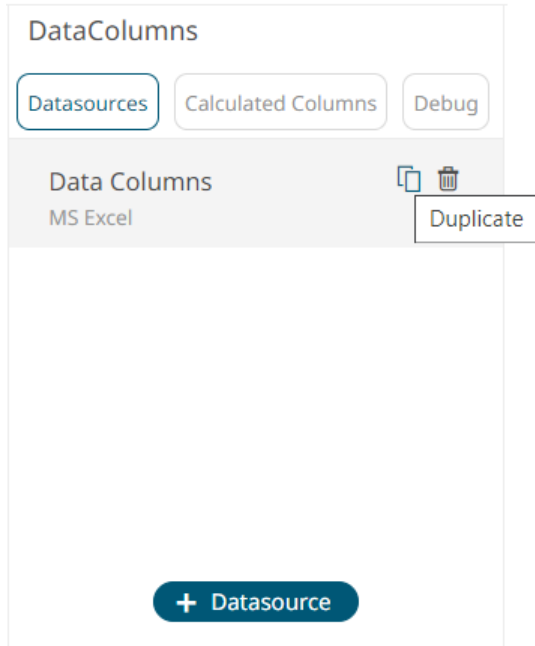 DataColumns
Datasources Calculated Columns Debug
Data Columns
MS Excel
Duplicate
+ Datasource